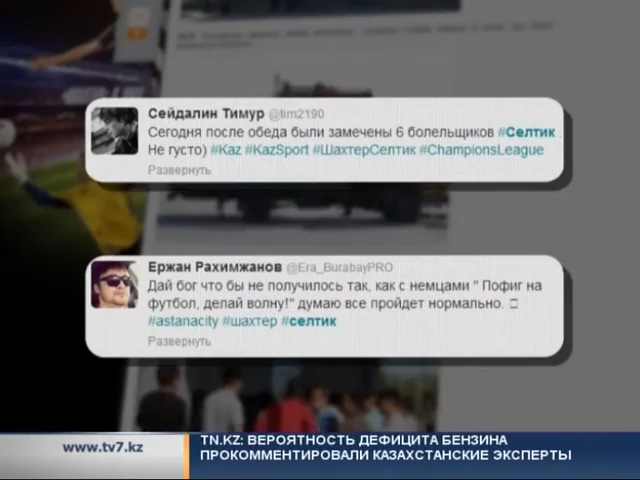 Сейдалин Тимур @tim2190
Сегодня после обеда были замечены 6 болельщиков #Селтик .
Не густо) #Kaz #KazSport #ШахтерСелтик #ChampionsLeague
Развернуть
Ержан Рахимжанов @Era_BurabayPRO
Дай бог что бы не получилось так, как с немцами " Пофиг на
футбол, делай волну!" думаю все пройдет нормально.
#astanacity #шахтер #селтик
Развернуть
www.tv7.kz
TN.KZ: ВЕРОЯТНОСТЬ ДЕФИЦИТА БЕНЗИНА
ПРОКОММЕНТИРОВАЛИ КАЗАХСТАНСКИЕ ЭКСПЕРТЫ